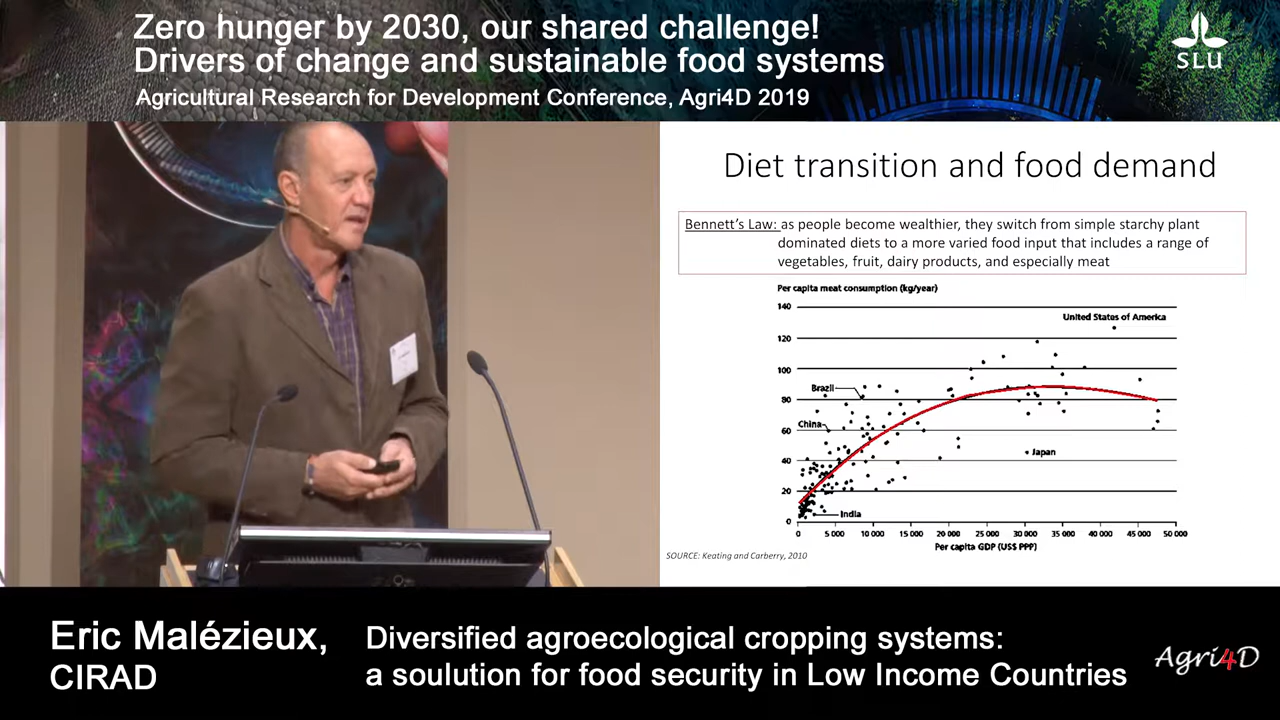 Zero hunger by 2030, our shared challenge!
Drivers of change and sustainable food systems
Agricultural Research for Development Conference, Agri4D 2019
SLU
Diet transition and food demand
Bennett's Law: as people become wealthier, they switch from simple starchy plant
dominated diets to a more varied food input that includes a range of
vegetables, fruit, dairy products, and especially meat
Per capita meat consumption (kg/year)
140
United States of America
120
100
Brazil
80
China
60
Japan
40
20
India
0
0 5 000 10 000 15 000 20 000 25 000 30 000 35 000 40 000 45 000 50 000
Per capita GDP (US$ PPP)
SOURCE: Keating and Carberry, 2010
Eric Malézieux,
CIRAD
Diversified agroecological cropping systems:
a soulution for food security in Low Income Countries
Agri4D